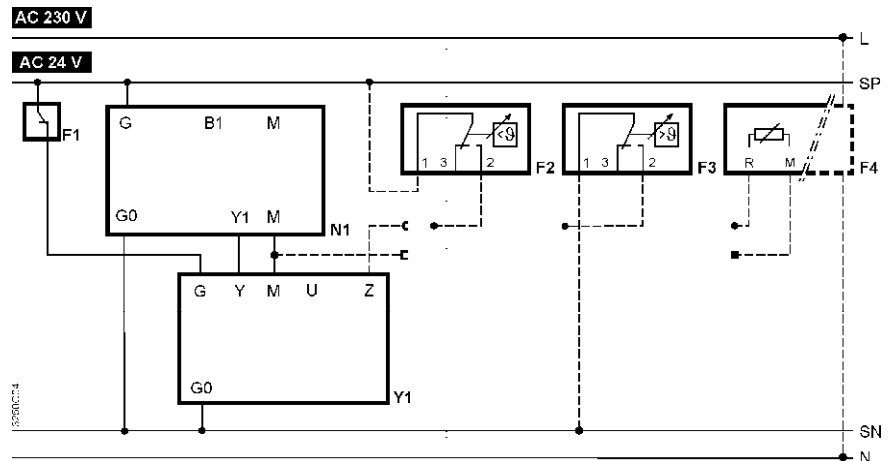 AC 230 V
L
AC 24 V
SP
F1
G B1 M
G0 Y1 M
N1
<ϑ
1 3 2
F2
>ϑ
1 3 2
F3
R M
F4
G Y M U Z
G0
Y1
SN
N